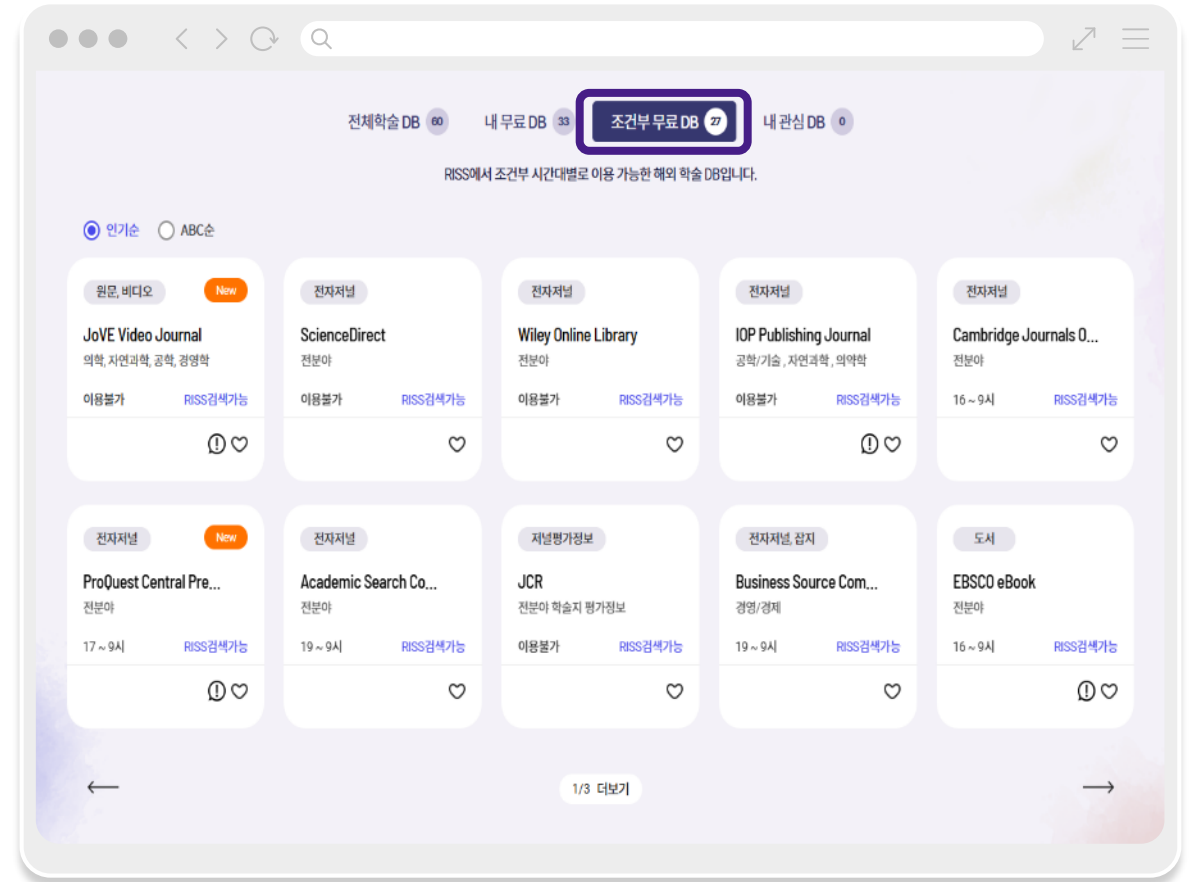 전체학술 DB 60 내 무료 DB 33 조건부 무료 DB 27 내 관심 DB 0
RISS에서 조건부 시간대별로 이용 가능한 해외 학술 DB입니다.
인기순 ABC순
원문, 비디오 New
JoVE Video Journal
의학, 자연과학, 공학, 경영학
이용불가 RISS검색가능
전자저널
ScienceDirect
전분야
이용불가 RISS검색가능
전자저널
Wiley Online Library
전분야
이용불가 RISS검색가능
전자저널
IOP Publishing Journal
공학/기술 , 자연과학 , 의약학
이용불가 RISS검색가능
전자저널
Cambridge Journals O...
전분야
16 ~ 9시 RISS검색가능
전자저널 New
ProQuest Central Pre...
전분야
17 ~ 9시 RISS검색가능
전자저널
Academic Search Co...
전분야
19 ~ 9시 RISS검색가능
저널평가정보
JCR
전분야 학술지 평가정보
이용불가 RISS검색가능
전자저널, 잡지
Business Source Com...
경영/경제
19 ~ 9시 RISS검색가능
도서
EBSCO eBook
전분야
16 ~ 9시 RISS검색가능
1/3 더보기